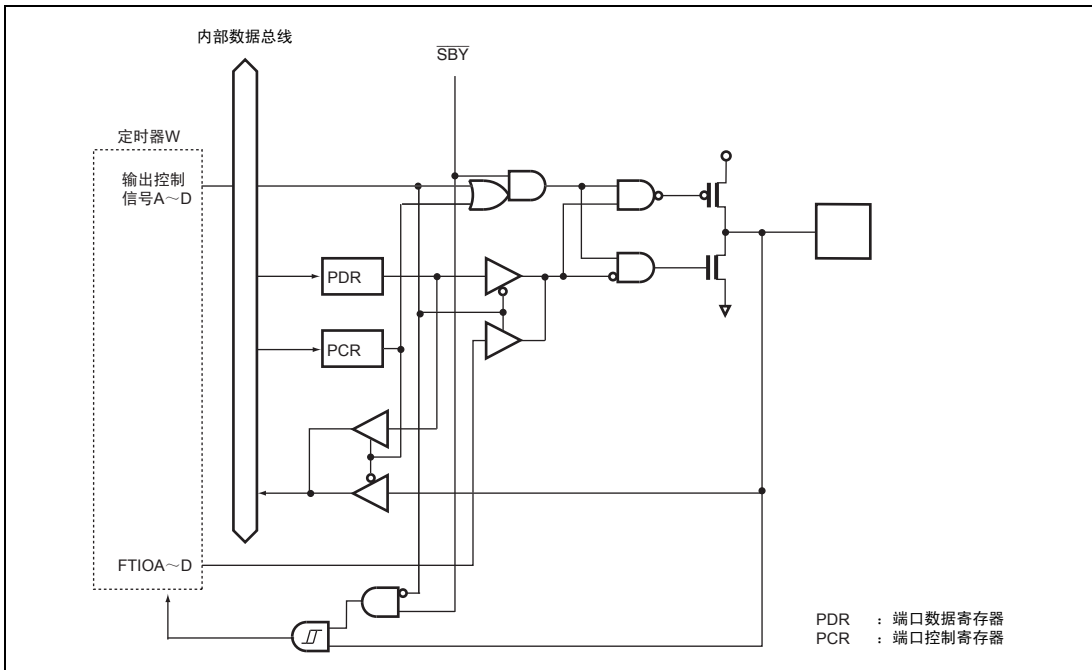 内部数据总线
S̅B̅Y̅
定时器W
输出控制
信号A～D
PDR
PCR
FTIOA～D
PDR ：端口数据寄存器
PCR ：端口控制寄存器